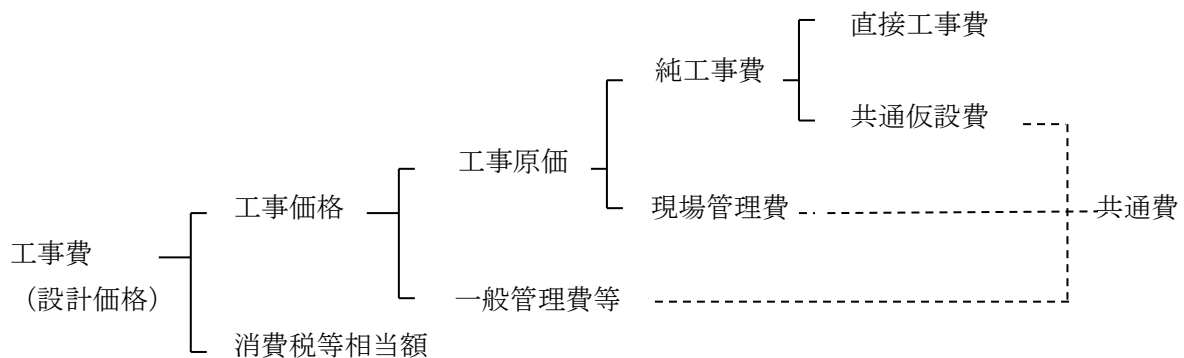 直接工事費
純工事費
共通仮設費
工事原価
工事価格
現場管理費
共通費
工事費
（設計価格）
一般管理費等
消費税等相当額